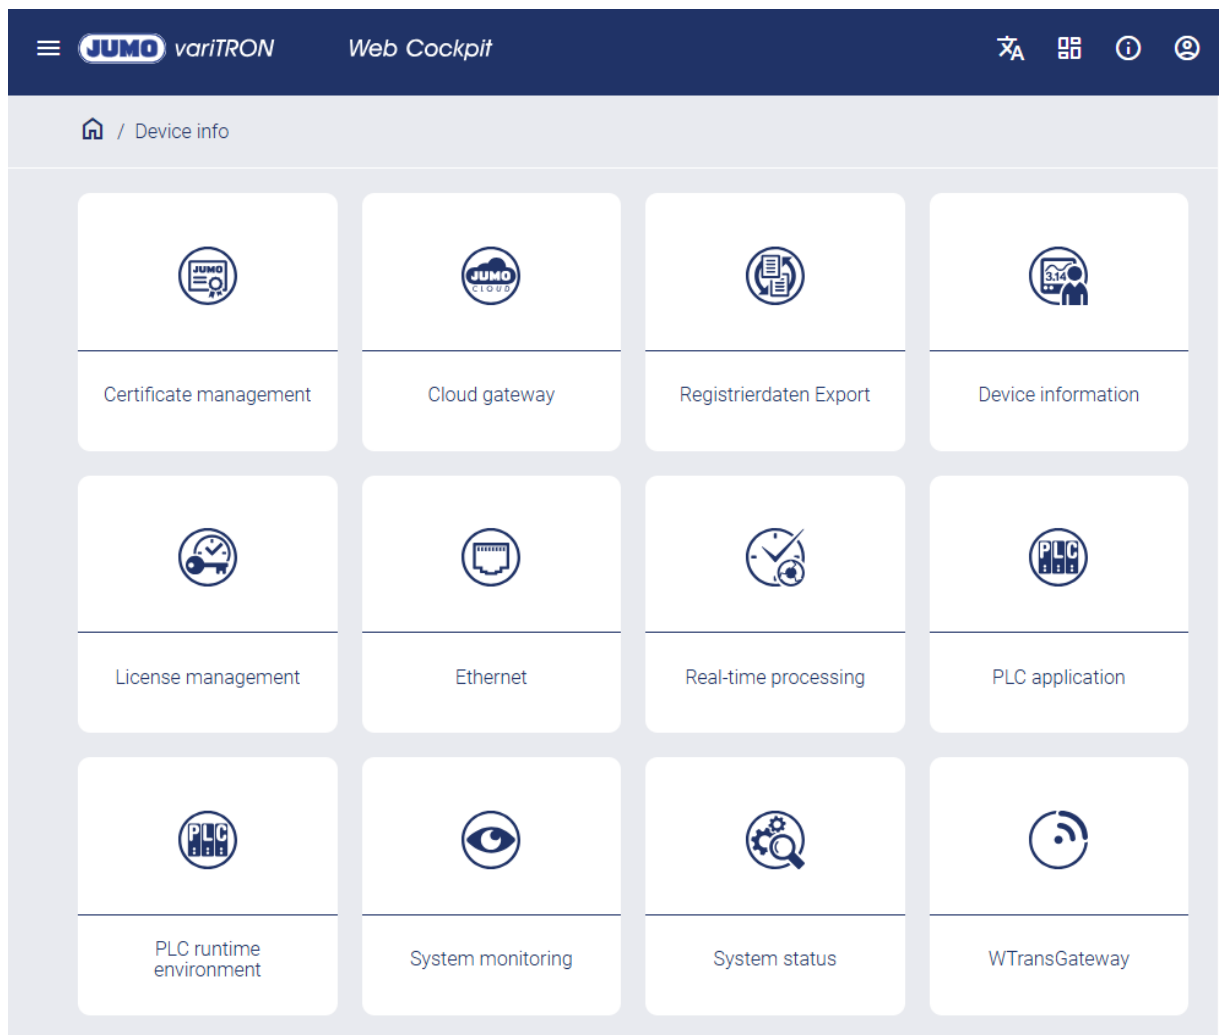 JUMO variTRON Web Cockpit
/ Device info
JUMO
JUMO
CLOUD
3.14
Certificate management
Cloud gateway
Registrierdaten Export
Device information
PLC
License management
Ethernet
Real-time processing
PLC application
PLC
PLC runtime
environment
System monitoring
System status
WTransGateway